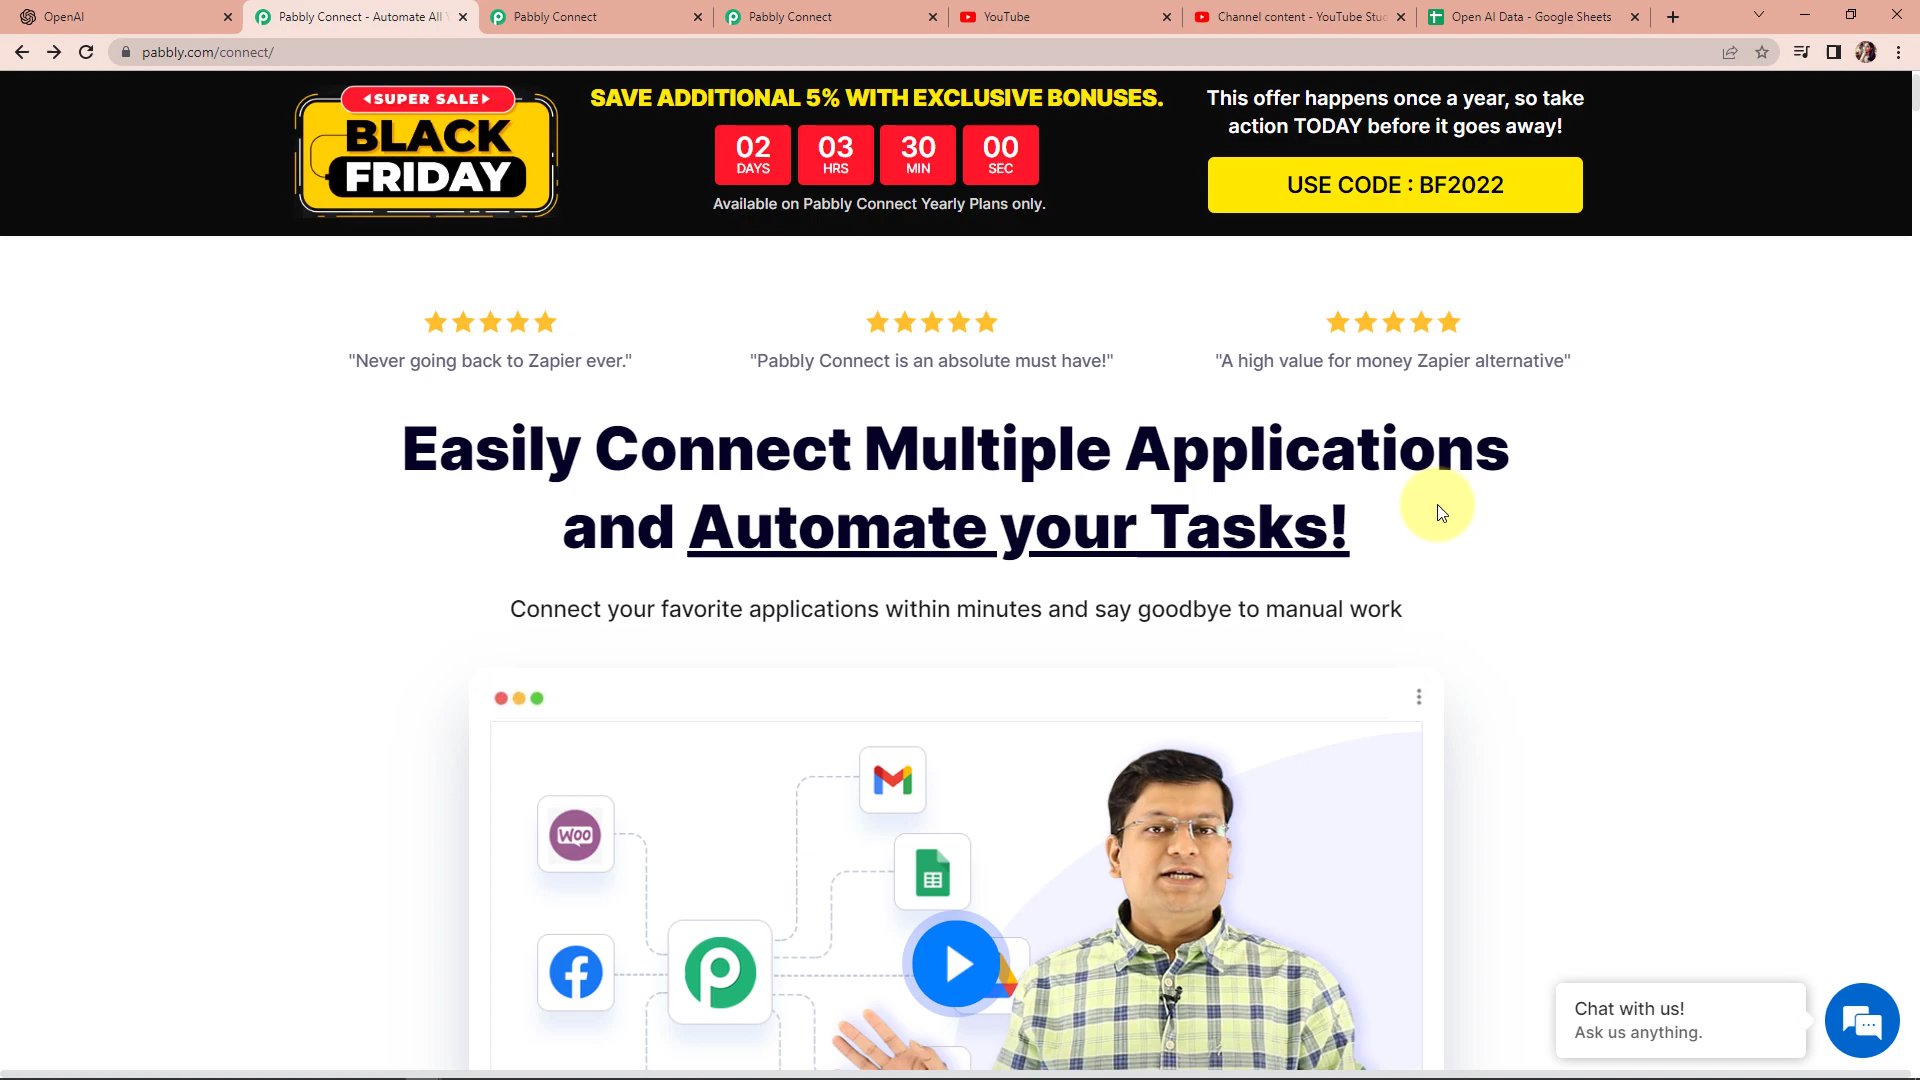 OpenAI
Pabbly Connect - Automate All Y
Pabbly Connect
Pabbly Connect
YouTube
Channel content - YouTube Stud
Open AI Data - Google Sheets
pabbly.com/connect/
SUPER SALE
BLACK
FRIDAY
SAVE ADDITIONAL 5% WITH EXCLUSIVE BONUSES.
02 03 30 00
DAYS HRS MIN SEC
Available on Pabbly Connect Yearly Plans only.
This offer happens once a year, so take
action TODAY before it goes away!
USE CODE : BF2022
"Never going back to Zapier ever."
"Pabbly Connect is an absolute must have!"
"A high value for money Zapier alternative"
Easily Connect Multiple Applications
and Automate your Tasks!
Connect your favorite applications within minutes and say goodbye to manual work
WOO
Chat with us!
Ask us anything.